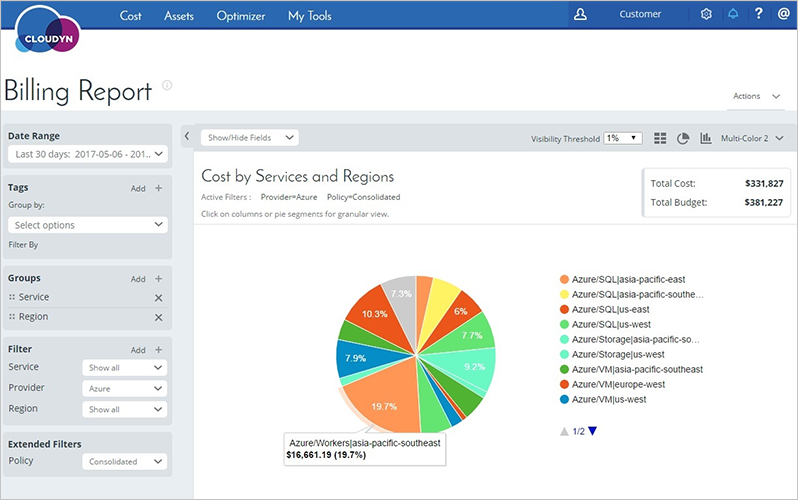 Cost Assets Optimizer My Tools Customer ? @
CLOUDYN
Billing Report
Actions
Date Range
Last 30 days: 2017-05-06 - 201..
Tags Add +
Group by:
Select options
Filter By
Groups Add +
Service
Region
Filter Add +
Service Show all
Provider Azure
Region Show all
Extended Filters
Policy Consolidated
Show/Hide Fields Visibility Threshold 1% Multi-Color 2
Cost by Services and Regions
Active Filters : Provider=Azure Policy=Consolidated
Click on columns or pie segments for granular view.
Total Cost: $331,827
Total Budget: $381,227
7.3%
10.3%
6%
7.7%
7.9%
9.2%
19.7%
Azure/Workers|asia-pacific-southeast
$16,661.19 (19.7%)
Azure/SQL|asia-pacific-east
Azure/SQL|asia-pacific-southe...
Azure/SQL|us-east
Azure/SQL|us-west
Azure/Storage|asia-pacific-so...
Azure/Storage|us-west
Azure/VM|asia-pacific-southeast
Azure/VM|europe-west
Azure/VM|us-west
1/2